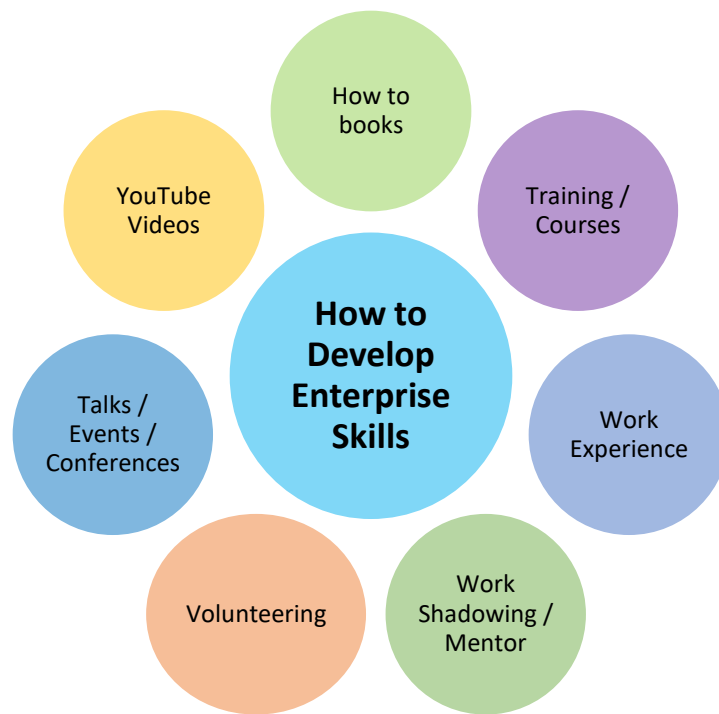 How to
books
Training /
Courses
Work
Experience
Work
Shadowing /
Mentor
Volunteering
Talks /
Events /
Conferences
YouTube
Videos
How to
Develop
Enterprise
Skills